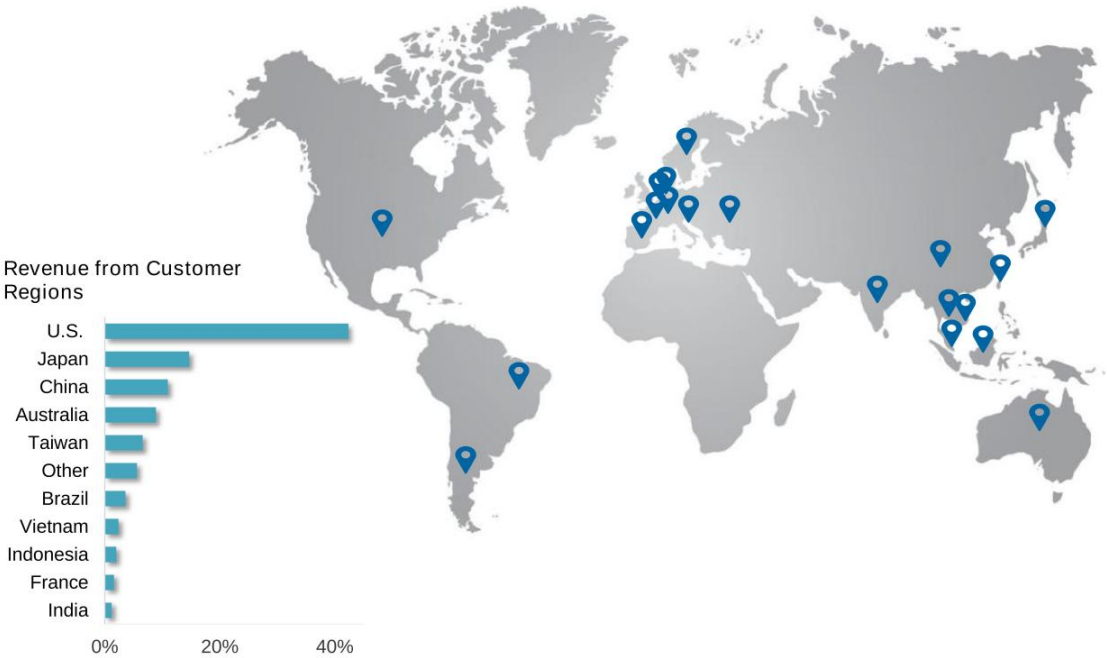 Revenue from Customer
Regions
U.S.
Japan
China
Australia
Taiwan
Other
Brazil
Vietnam
Indonesia
France
India
0% 20% 40%